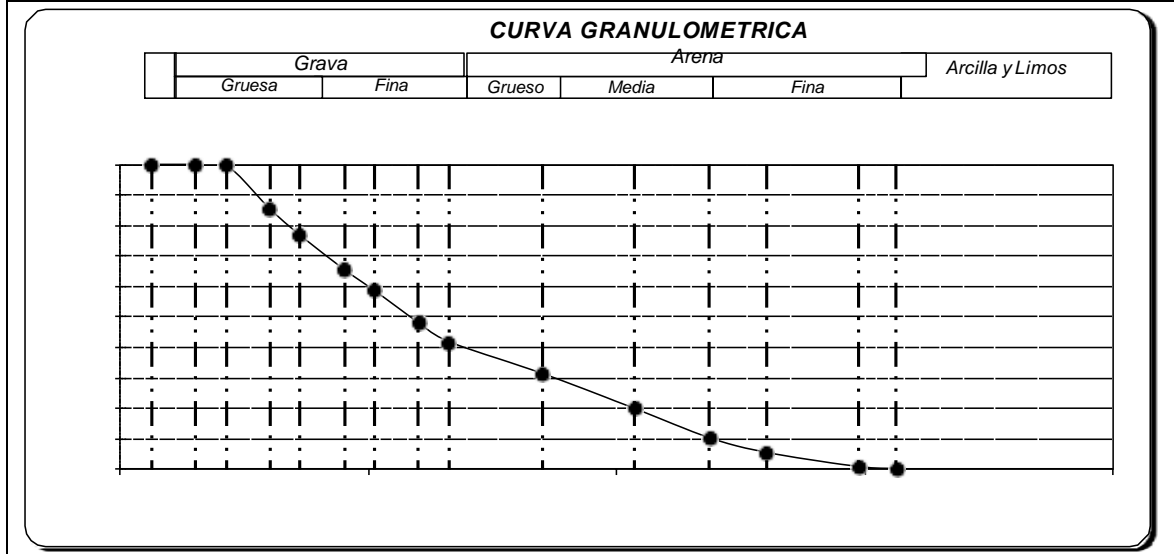 CURVA GRANULOMETRICA
Grava Arena Arcilla y Limos
Gruesa Fina Grueso Media Fina